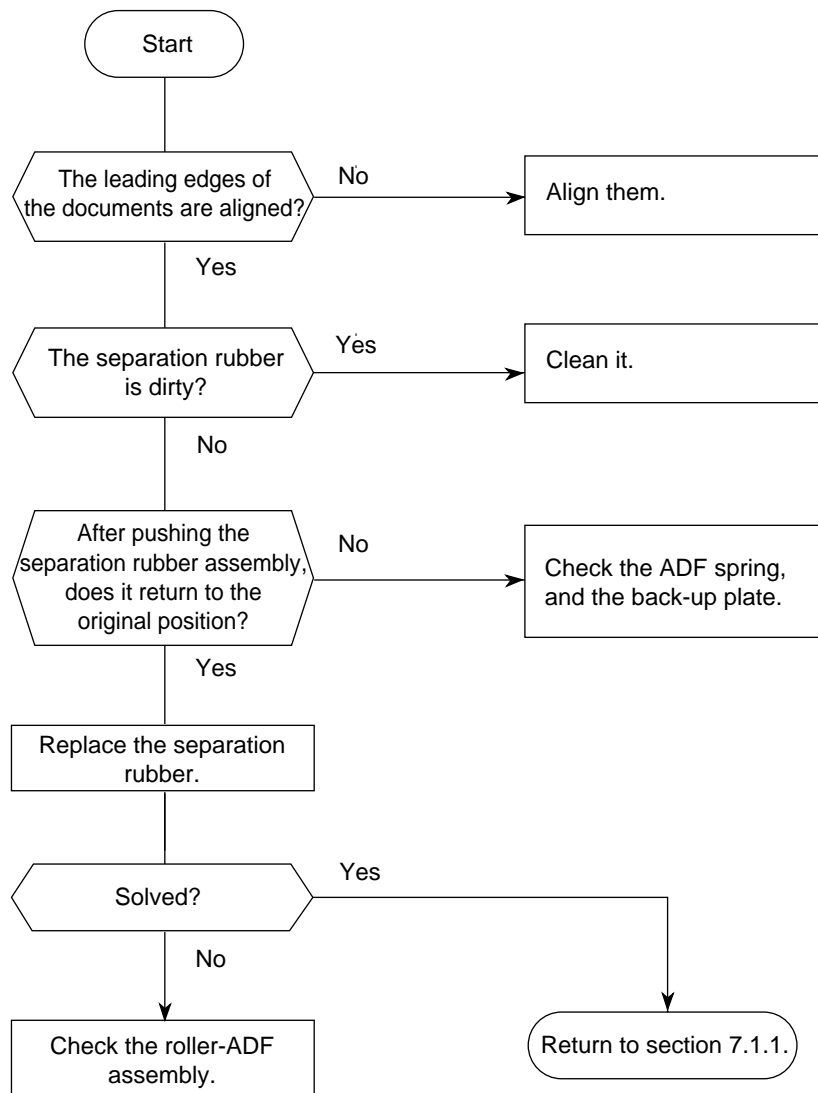 Start
The leading edges of
the documents are aligned?
No
Align them.
Yes
The separation rubber
is dirty?
Yes
Clean it.
No
After pushing the
separation rubber assembly,
does it return to the
original position?
No
Check the ADF spring,
and the back-up plate.
Yes
Replace the separation
rubber.
Solved?
Yes
No
Check the roller-ADF
assembly.
Return to section 7.1.1.